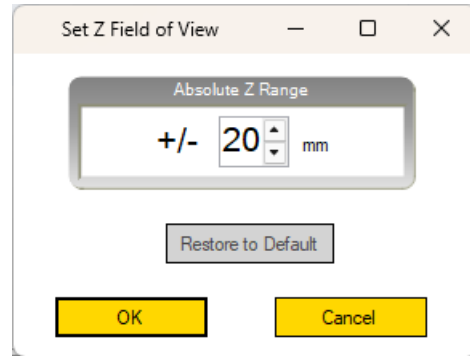 Set Z Field of View
Absolute Z Range
+/- 20 mm
Restore to Default
OK Cancel